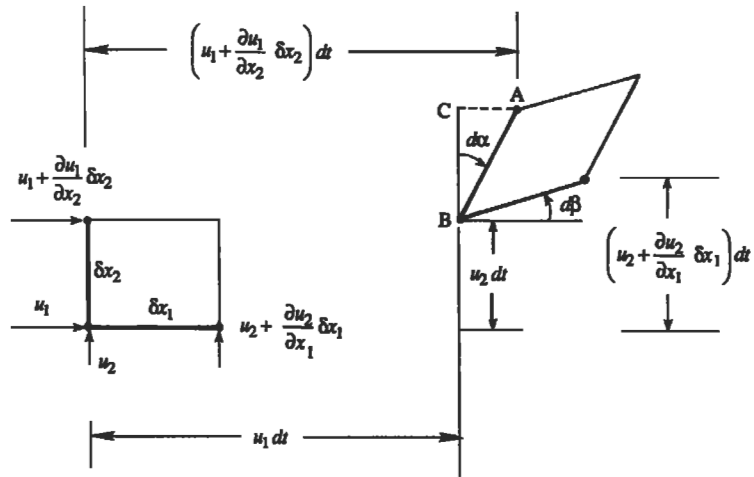 (u₁ + ∂u₁/∂x₂ δx₂) dt
C
A
dα
u₁ + ∂u₁/∂x₂ δx₂
B
dβ
δx₂
u₂ dt
(u₂ + ∂u₂/∂x₁ δx₁) dt
u₁
δx₁
u₂ + ∂u₂/∂x₁ δx₁
u₂
u₁ dt